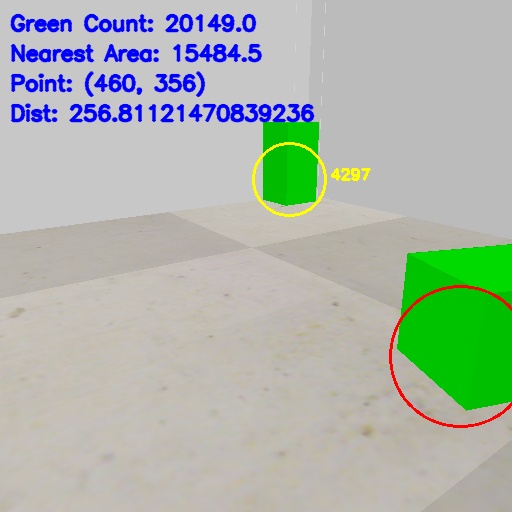 Green Count: 20149.0
Nearest Area: 15484.5
Point: (460, 356)
Dist: 256.81121470839236
4297